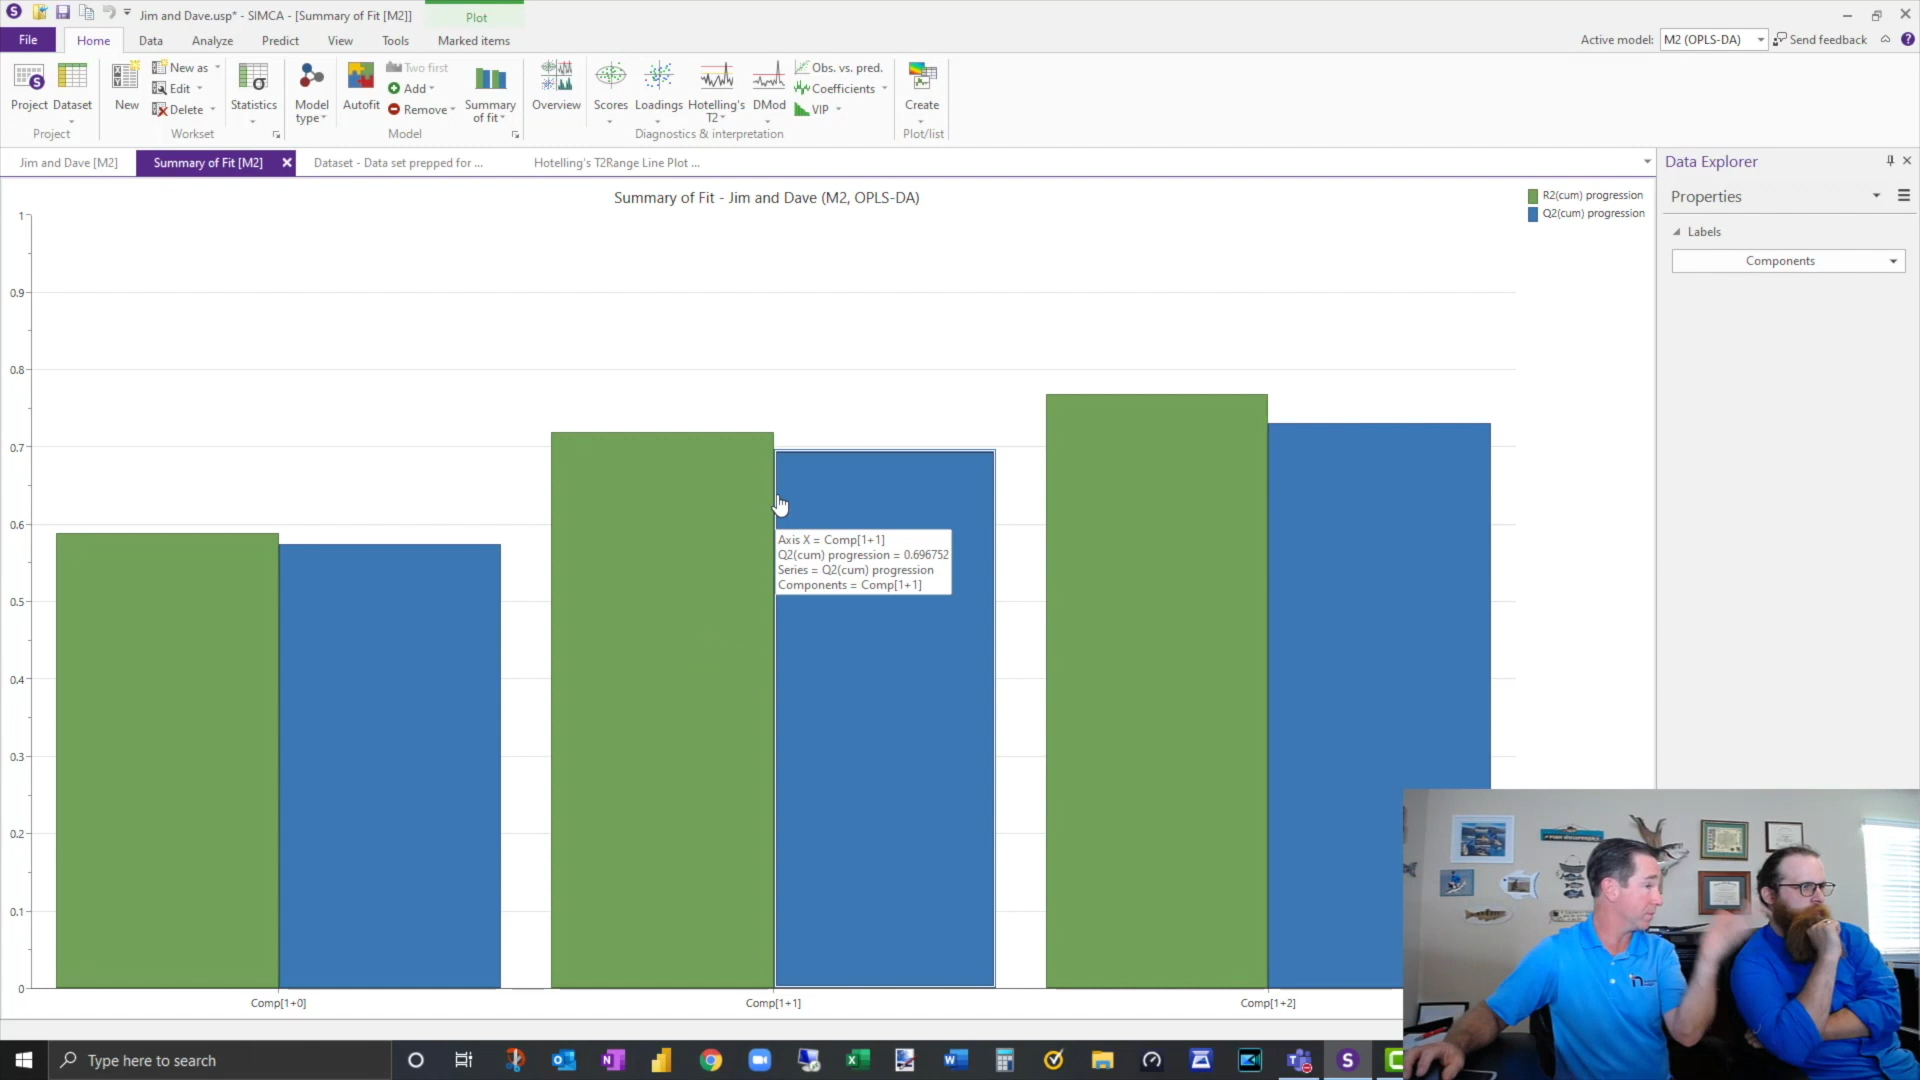 Jim and Dave.usp* - SIMCA - [Summary of Fit [M2]]
Plot
File
Home
Data
Analyze
Predict
View
Tools
Marked items
Active model:
M2 (OPLS-DA)
Send feedback
Project
Dataset
New
New as
Edit
Delete
Statistics
Model type
Autofit
Two first
Add
Remove
Summary of fit
Overview
Scores
Loadings
Hotelling's T2
DMod
Obs. vs. pred.
Coefficients
VIP
Create
Project
Workset
Model
Diagnostics & interpretation
Plot/list
Jim and Dave [M2]
Summary of Fit [M2]
Dataset - Data set prepped for ...
Hotelling's T2Range Line Plot ...
Data Explorer
Properties
Labels
Components
Summary of Fit - Jim and Dave (M2, OPLS-DA)
R2(cum) progression
Q2(cum) progression
1
0.9
0.8
0.7
0.6
0.5
0.4
0.3
0.2
0.1
0
Axis X = Comp[1+1]
Q2(cum) progression = 0.696752
Series = Q2(cum) progression
Components = Comp[1+1]
Comp[1+0]
Comp[1+1]
Comp[1+2]
Type here to search